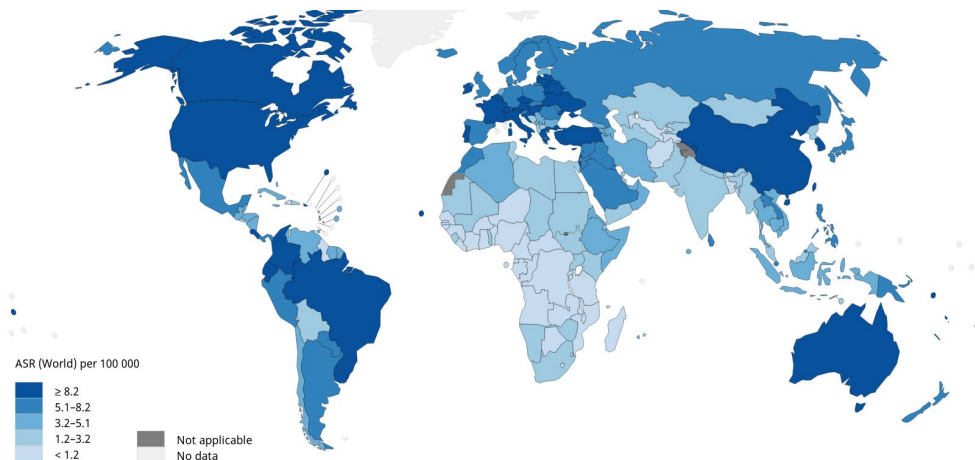 ASR (World) per 100 000
≥ 8.2
5.1–8.2
3.2–5.1
1.2–3.2
< 1.2
Not applicable
No data